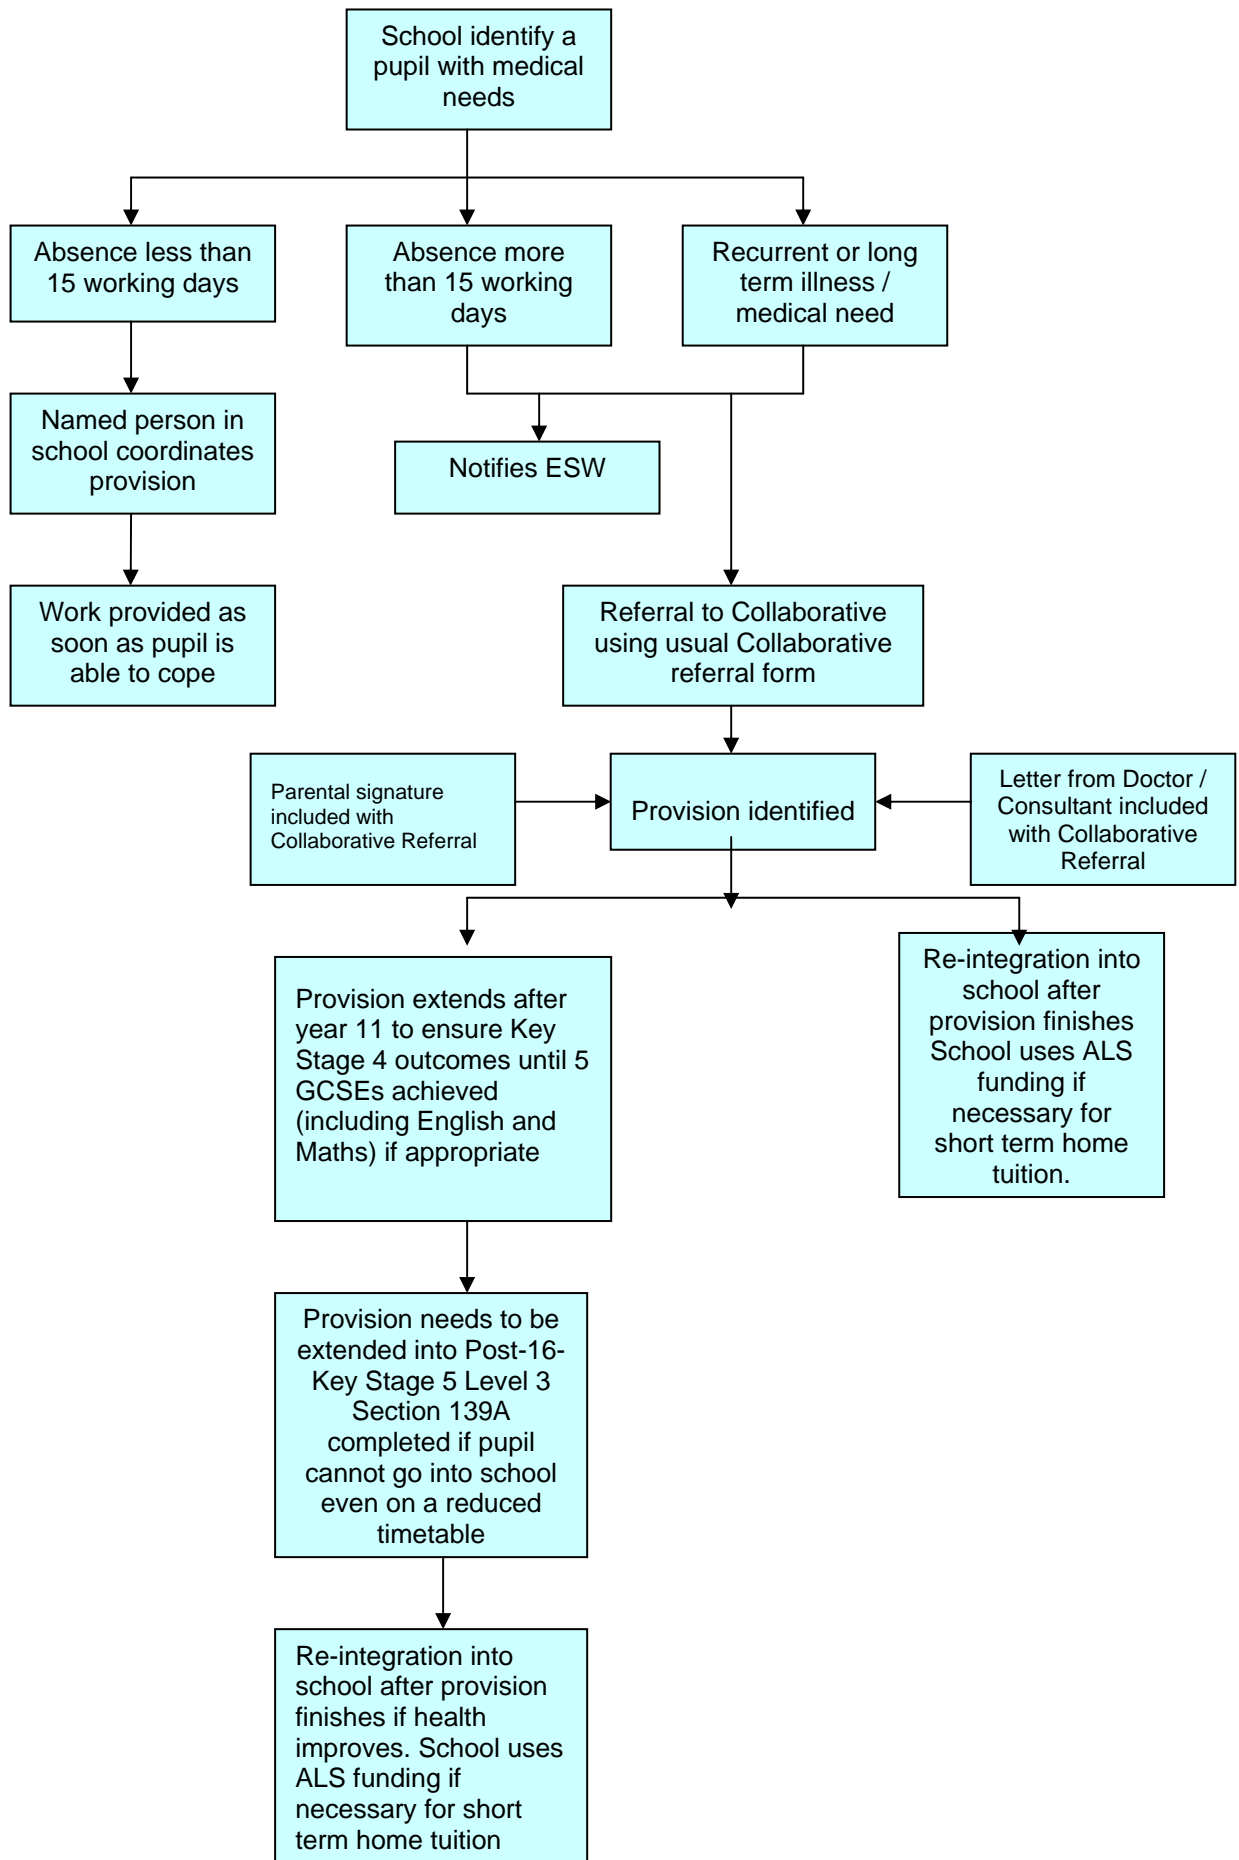 School identify a
pupil with medical
needs
Absence less than
15 working days
Absence more
than 15 working
days
Recurrent or long
term illness /
medical need
Named person in
school coordinates
provision
Notifies ESW
Work provided as
soon as pupil is
able to cope
Referral to Collaborative
using usual Collaborative
referral form
Parental signature
included with
Collaborative Referral
Provision identified
Letter from Doctor /
Consultant included
with Collaborative
Referral
Provision extends after
year 11 to ensure Key
Stage 4 outcomes until 5
GCSEs achieved
(including English and
Maths) if appropriate
Re-integration into
school after
provision finishes
School uses ALS
funding if
necessary for
short term home
tuition.
Provision needs to be
extended into Post-16-
Key Stage 5 Level 3
Section 139A
completed if pupil
cannot go into school
even on a reduced
timetable
Re-integration into
school after provision
finishes if health
improves. School uses
ALS funding if
necessary for short
term home tuition